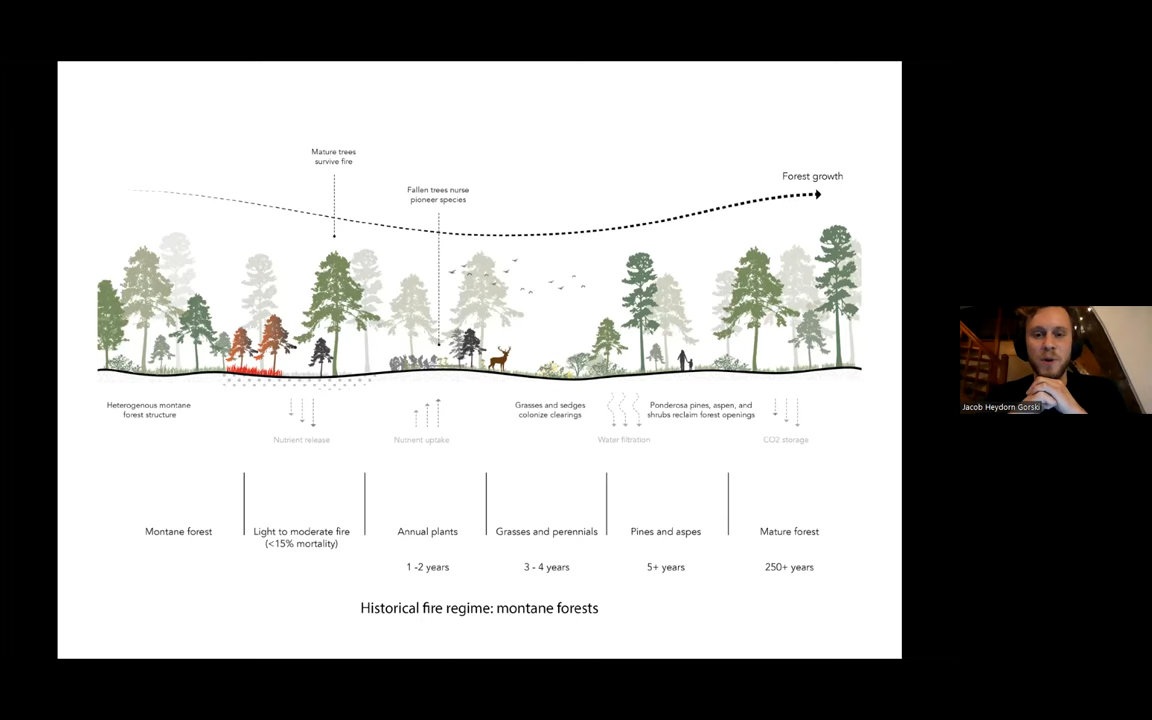 Mature trees
survive fire
Fallen trees nurse
pioneer species
Forest growth
Heterogenous montane
forest structure
Grasses and sedges
colonize clearings
Ponderosa pines, aspen, and
shrubs reclaim forest openings
Nutrient release
Nutrient uptake
Water filtration
CO2 storage
Montane forest
Light to moderate fire
(<15% mortality)
Annual plants
Grasses and perennials
Pines and aspes
Mature forest
1 -2 years
3 - 4 years
5+ years
250+ years
Historical fire regime: montane forests
Jacob Heydorn Gorski